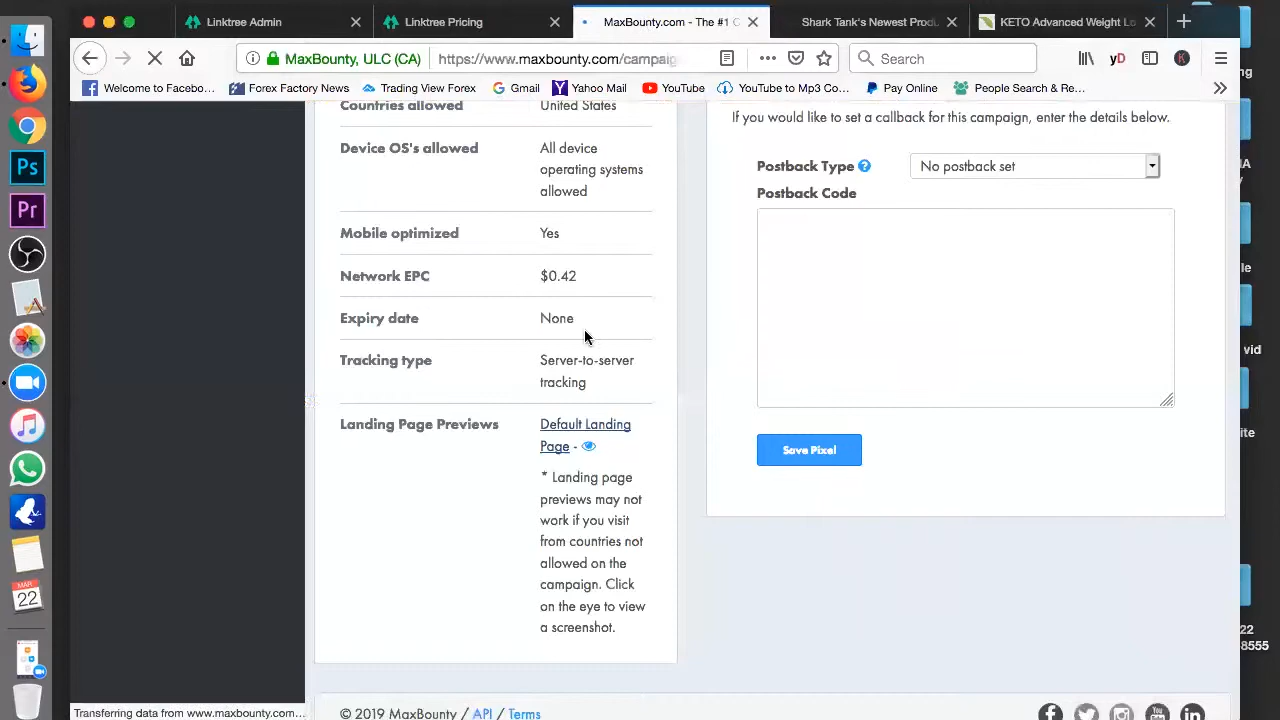 Linktree Admin
Linktree Pricing
MaxBounty.com - The #1 C
Shark Tank's Newest Produ
KETO Advanced Weight Lo
MaxBounty, ULC (CA)
https://www.maxbounty.com/campaig
Search
yD
K
Welcome to Facebo...
Forex Factory News
Trading View Forex
Gmail
Yahoo Mail
YouTube
YouTube to Mp3 Co...
Pay Online
People Search & Re...
Countries allowed
United States
Device OS's allowed
All device
operating systems
allowed
Mobile optimized
Yes
Network EPC
$0.42
Expiry date
None
Tracking type
Server-to-server
tracking
Landing Page Previews
Default Landing
Page -
* Landing page
previews may not
work if you visit
from countries not
allowed on the
campaign. Click
on the eye to view
a screenshot.
If you would like to set a callback for this campaign, enter the details below.
Postback Type
No postback set
Postback Code
Save Pixel
© 2019 MaxBounty / API / Terms
Transferring data from www.maxbounty.com...
Ps
Pr
MAR
22
vid
22
8555